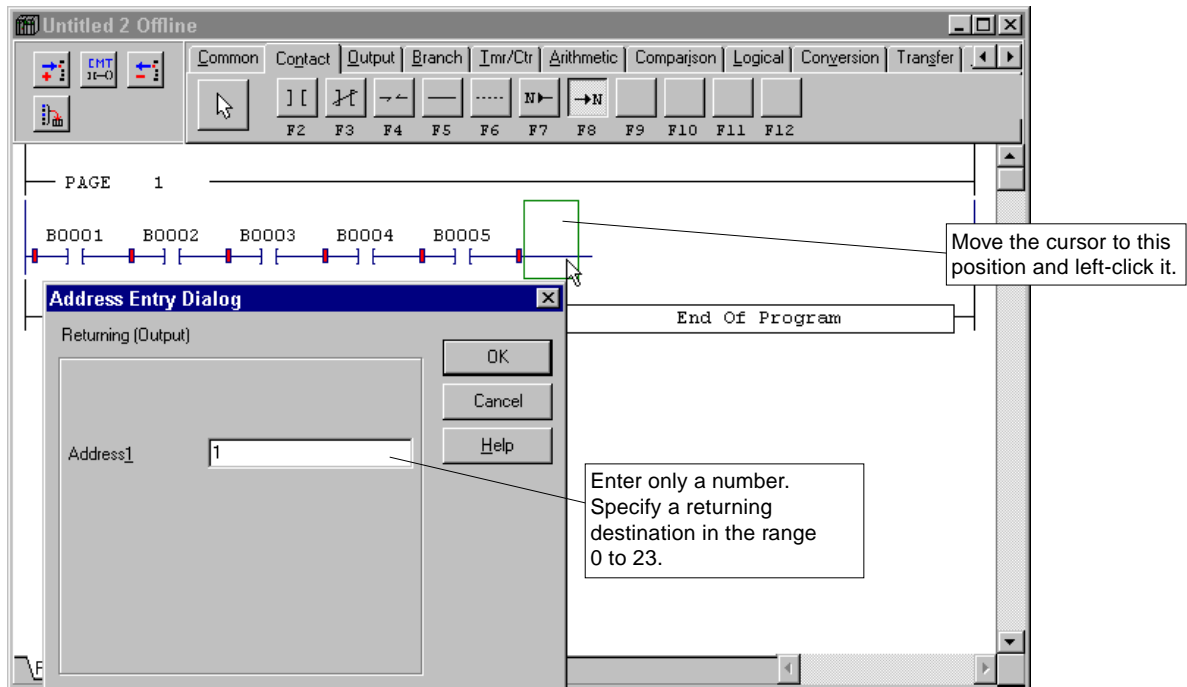 Untitled 2 Offline
CMT
Common Contact Output Branch Tmr/Ctr Arithmetic Comparison Logical Conversion Transfer
N N
F2 F3 F4 F5 F6 F7 F8 F9 F10 F11 F12
PAGE 1
B0001 B0002 B0003 B0004 B0005
Move the cursor to this
position and left-click it.
Address Entry Dialog
End Of Program
Returning (Output)
OK
Cancel
Address1 1
Help
Enter only a number.
Specify a returning
destination in the range
0 to 23.